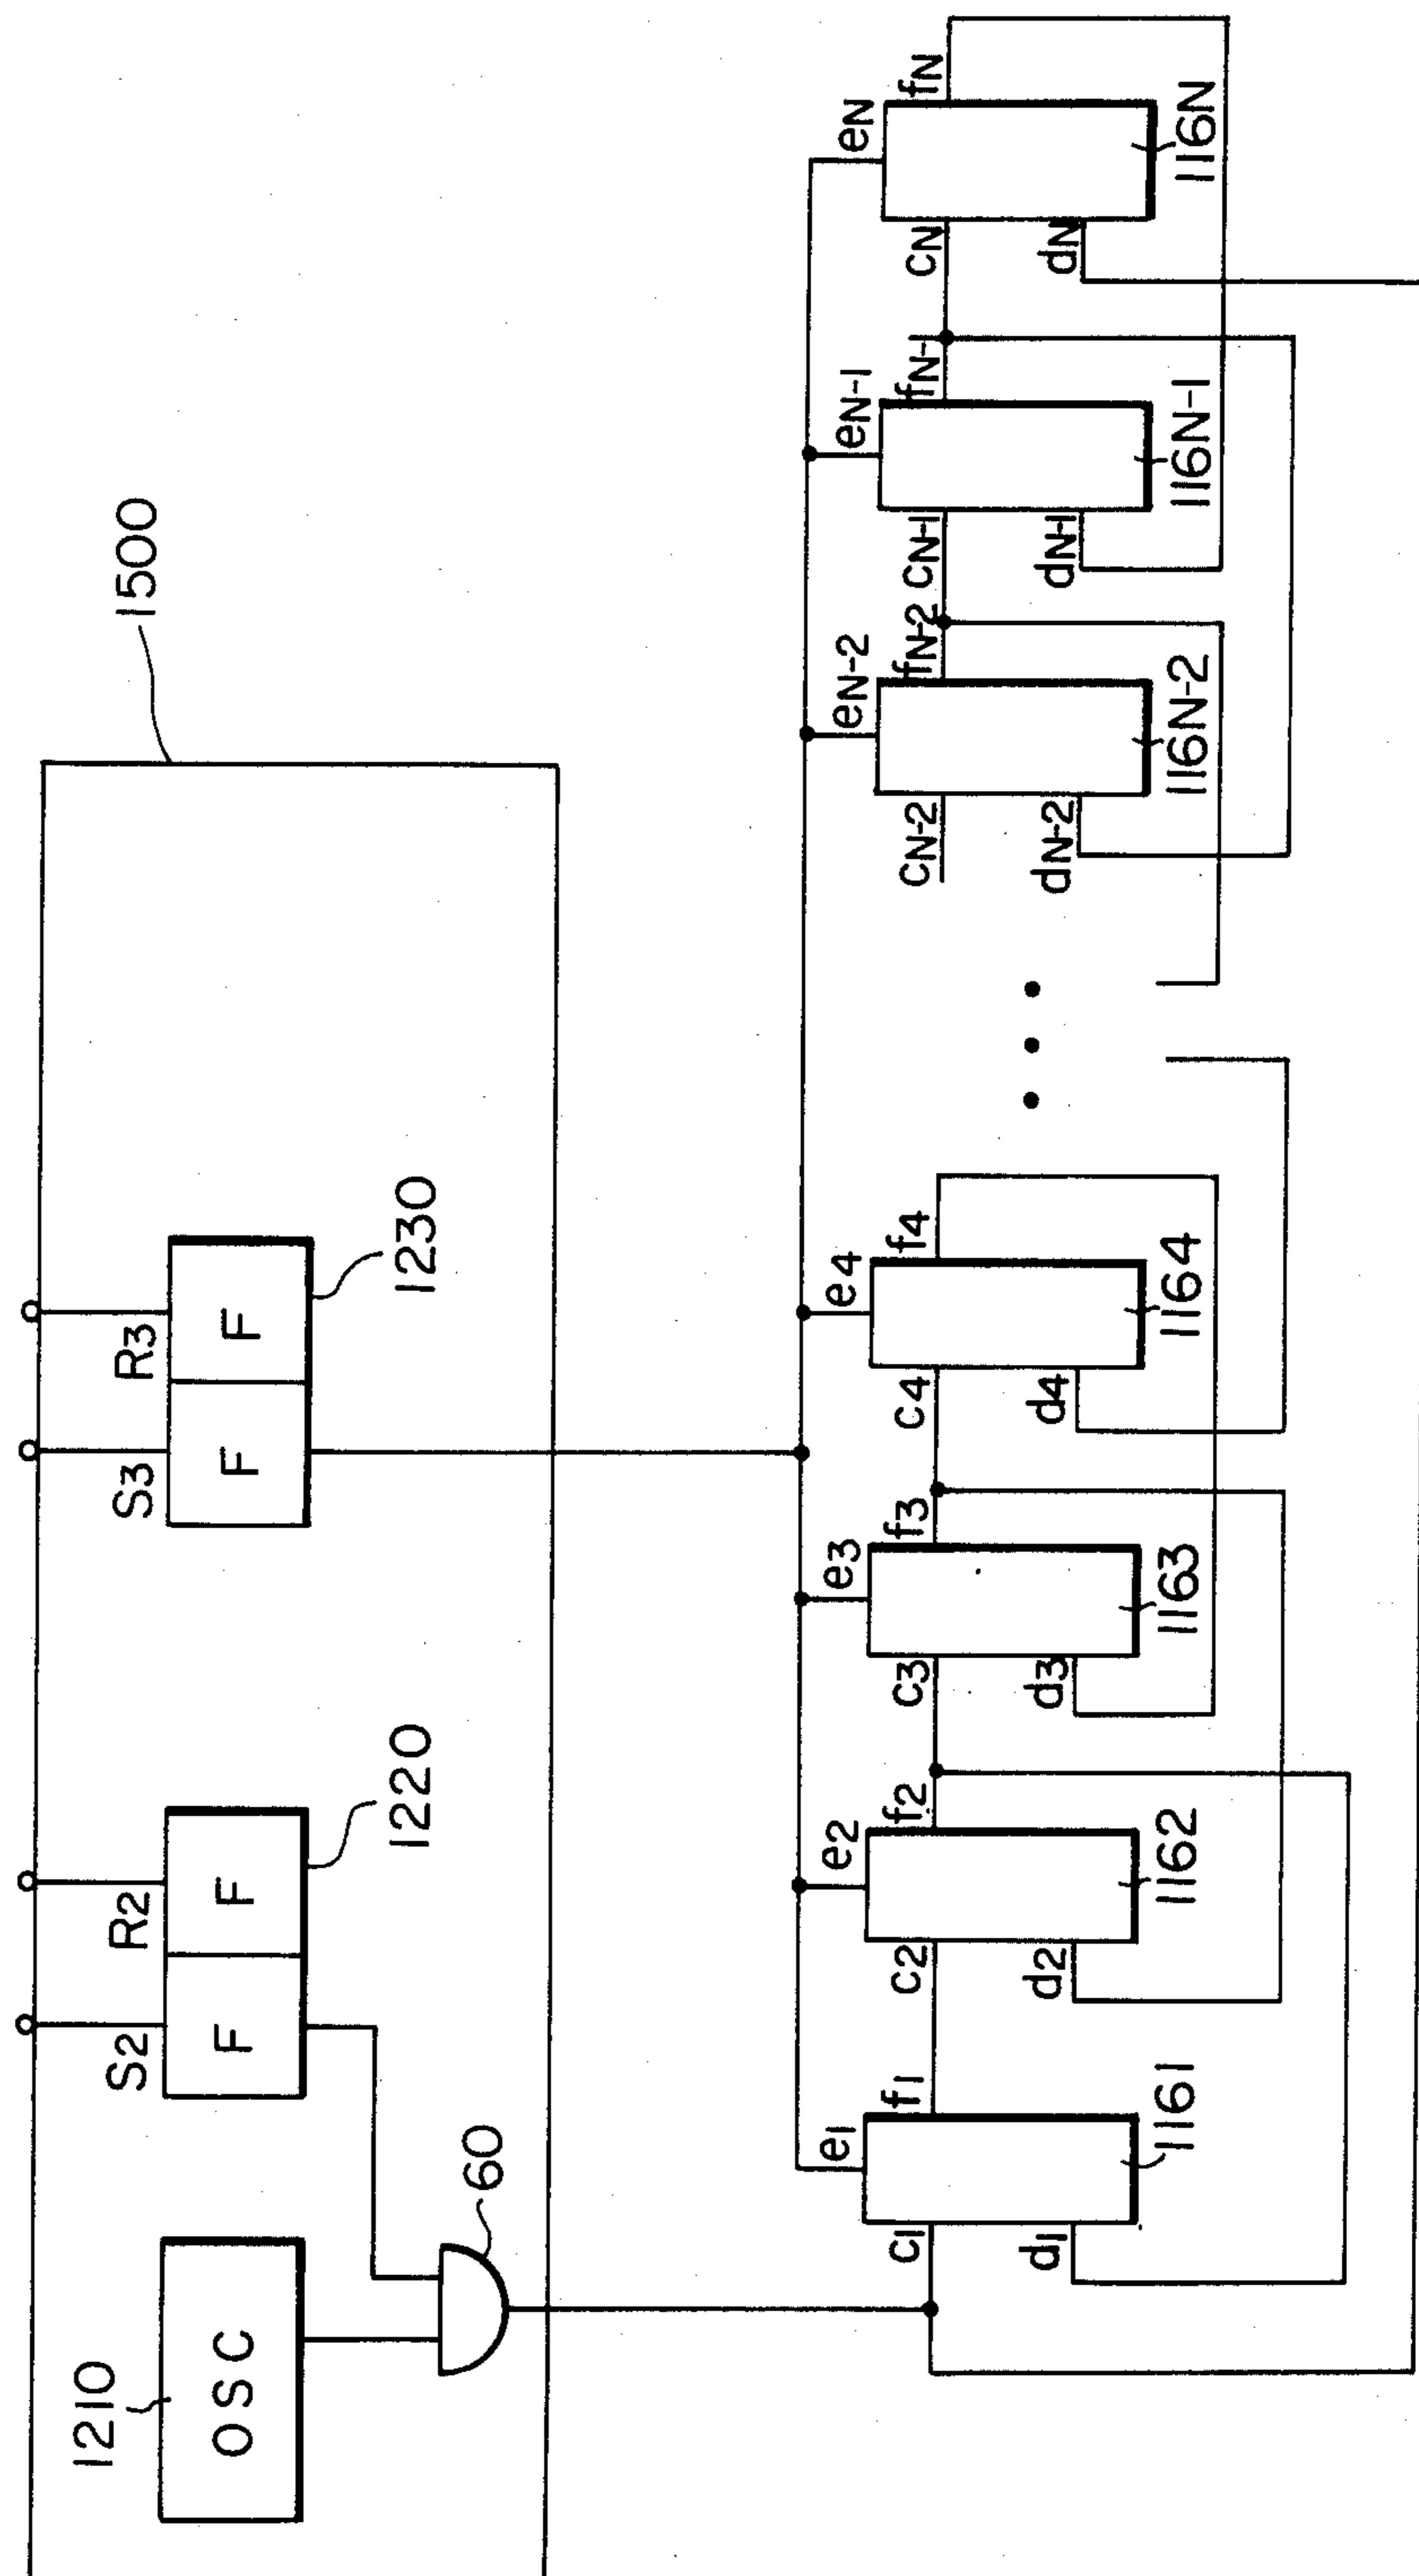 1500
1210
OSC
S2
R2
F
F
1220
60
S3
R3
F
F
1230
e1
e2
e3
e4
eN-2
eN-1
eN
c1
f1
c2
f2
c3
f3
c4
f4
cN-2
fN-2
cN-1
fN-
cN
fN
d1
d2
d3
d4
dN-2
dN-1
dN
1161
1162
1163
1164
116N-2
116N-1
116N